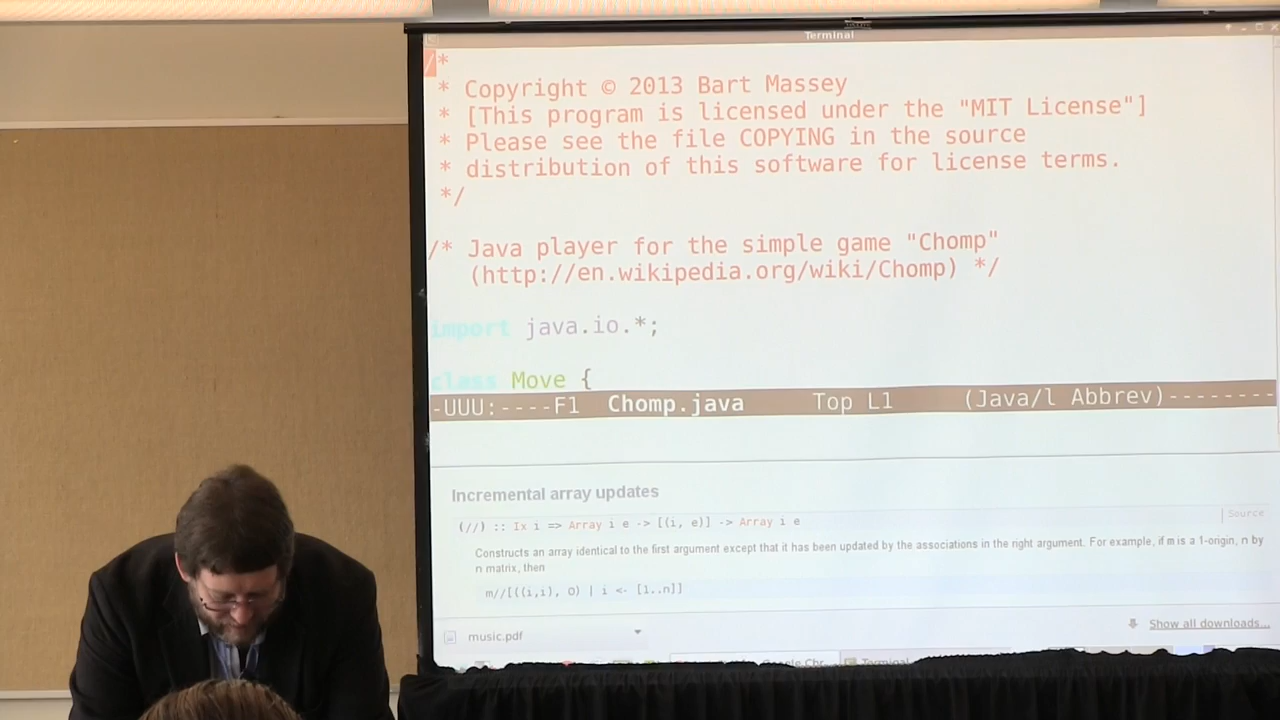 Terminal
/*
* Copyright © 2013 Bart Massey
* [This program is licensed under the "MIT License"]
* Please see the file COPYING in the source
* distribution of this software for license terms.
*/
/* Java player for the simple game "Chomp"
(http://en.wikipedia.org/wiki/Chomp) */
import java.io.*;
class Move {
-UUU:----F1 Chomp.java Top L1 (Java/l Abbrev)--------
Incremental array updates
(//) :: Ix i => Array i e -> [(i, e)] -> Array i e
Source
Constructs an array identical to the first argument except that it has been updated by the associations in the right argument. For example, if m is a 1-origin, n by
n matrix, then
m//[((i,i), 0) | i <- [1..n]]
music.pdf
Show all downloads...
Terminal